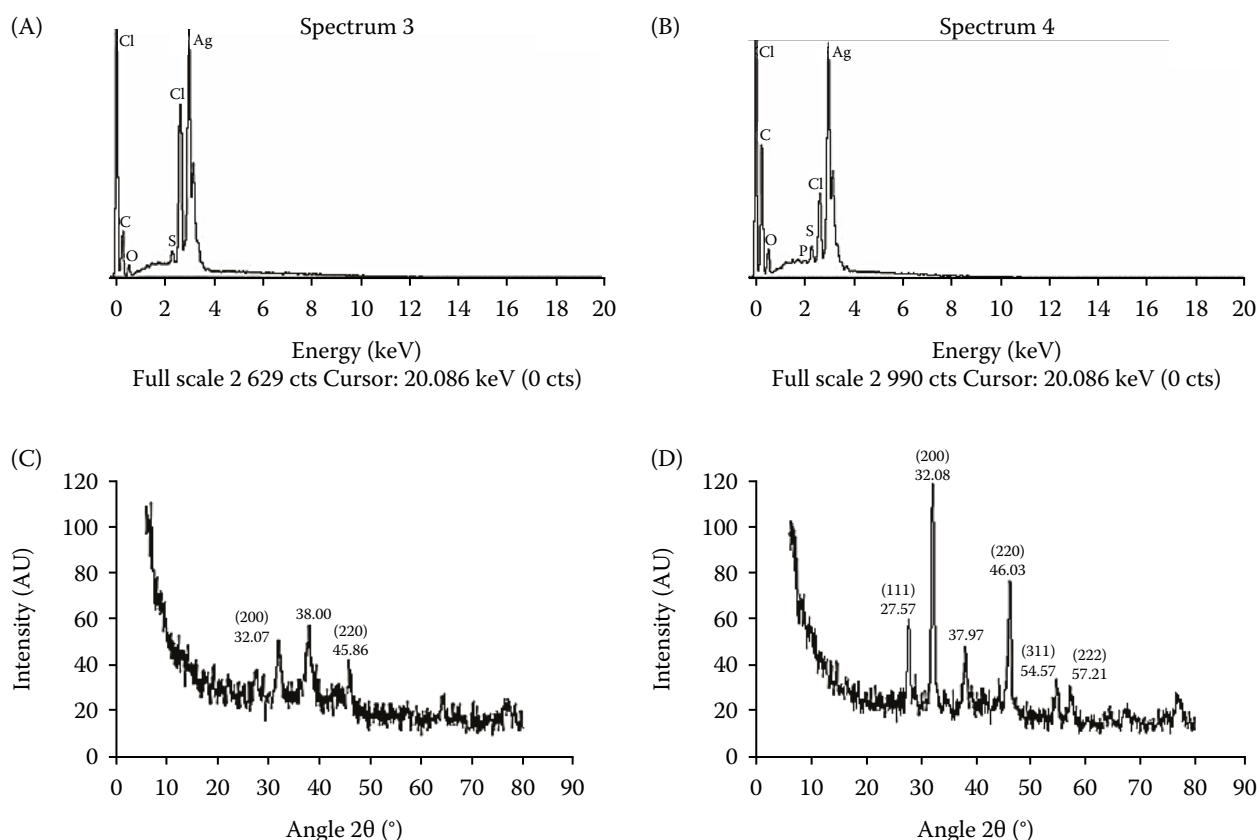 (A)
Spectrum 3
Cl
Ag
Cl
C
O
S
0 2 4 6 8 10 12 14 16 18 20
Energy (keV)
Full scale 2 629 cts Cursor: 20.086 keV (0 cts)
(B)
Spectrum 4
Cl
Ag
C
Cl
O
S
P
0 2 4 6 8 10 12 14 16 18 20
Energy (keV)
Full scale 2 990 cts Cursor: 20.086 keV (0 cts)
(C)
120
100
80
60
40
20
0
Intensity (AU)
(200)
32.07
38.00
(220)
45.86
0 10 20 30 40 50 60 70 80 90
Angle 2θ (°)
(D)
120
100
80
60
40
20
0
Intensity (AU)
(111)
27.57
(200)
32.08
37.97
(220)
46.03
(311)
54.57
(222)
57.21
0 10 20 30 40 50 60 70 80 90
Angle 2θ (°)